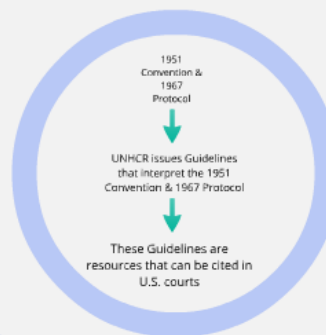 1951
Convention &
1967
Protocol
UNHCR issues Guidelines
that interpret the 1951
Convention & 1967 Protocol
These Guidelines are
resources that can be cited in
U.S. courts